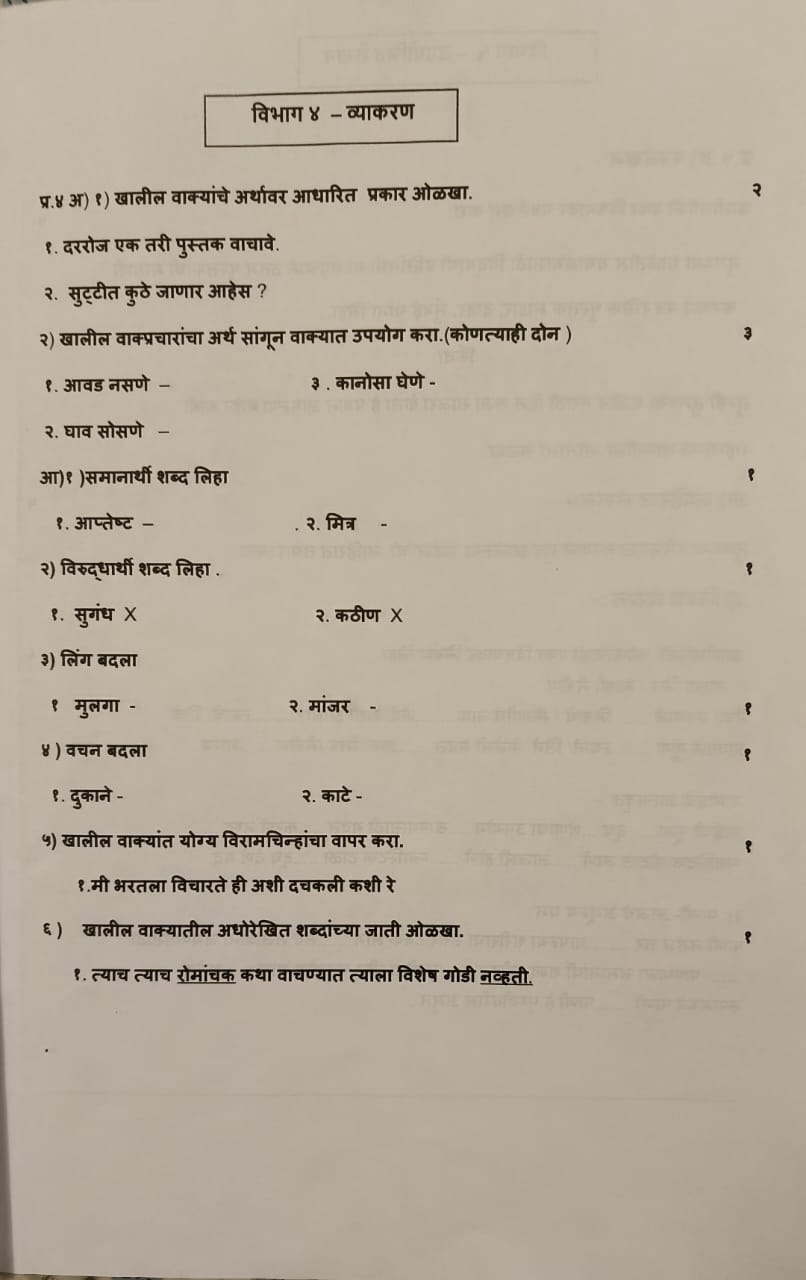 विभाग ४ – व्याकरण
प्र.४ अ) १) खालील वाक्यांचे अर्थावर आधारित प्रकार ओळखा. २
१. दररोज एक तरी पुस्तक वाचावे.
२. सुट्टीत कुठे जाणार आहेस ?
२) खालील वाक्प्रचारांचा अर्थ सांगून वाक्यात उपयोग करा.(कोणत्याही दोन ) ३
१. आवड नसणे – ३ . कानोसा घेणे -
२. घाव सोसणे –
आ)१ )समानार्थी शब्द लिहा १
१. आप्तेष्ट – . २. मित्र -
२) विरुद्धार्थी शब्द लिहा . १
१. सुगंध X २. कठीण X
३) लिंग बदला
१ मुलगा - २. मांजर - १
४ ) वचन बदला १
१. दुकाने - २. काटे -
५) खालील वाक्यांत योग्य विरामचिन्हांचा वापर करा. १
१.मी भरतला विचारते ही अशी दचकली कशी रे
६ ) खालील वाक्यातील अधोरेखित शब्दांच्या जाती ओळखा. १
१. त्याच त्याच रोमांचक कथा वाचण्यात त्याला विशेष गोडी नव्हती.